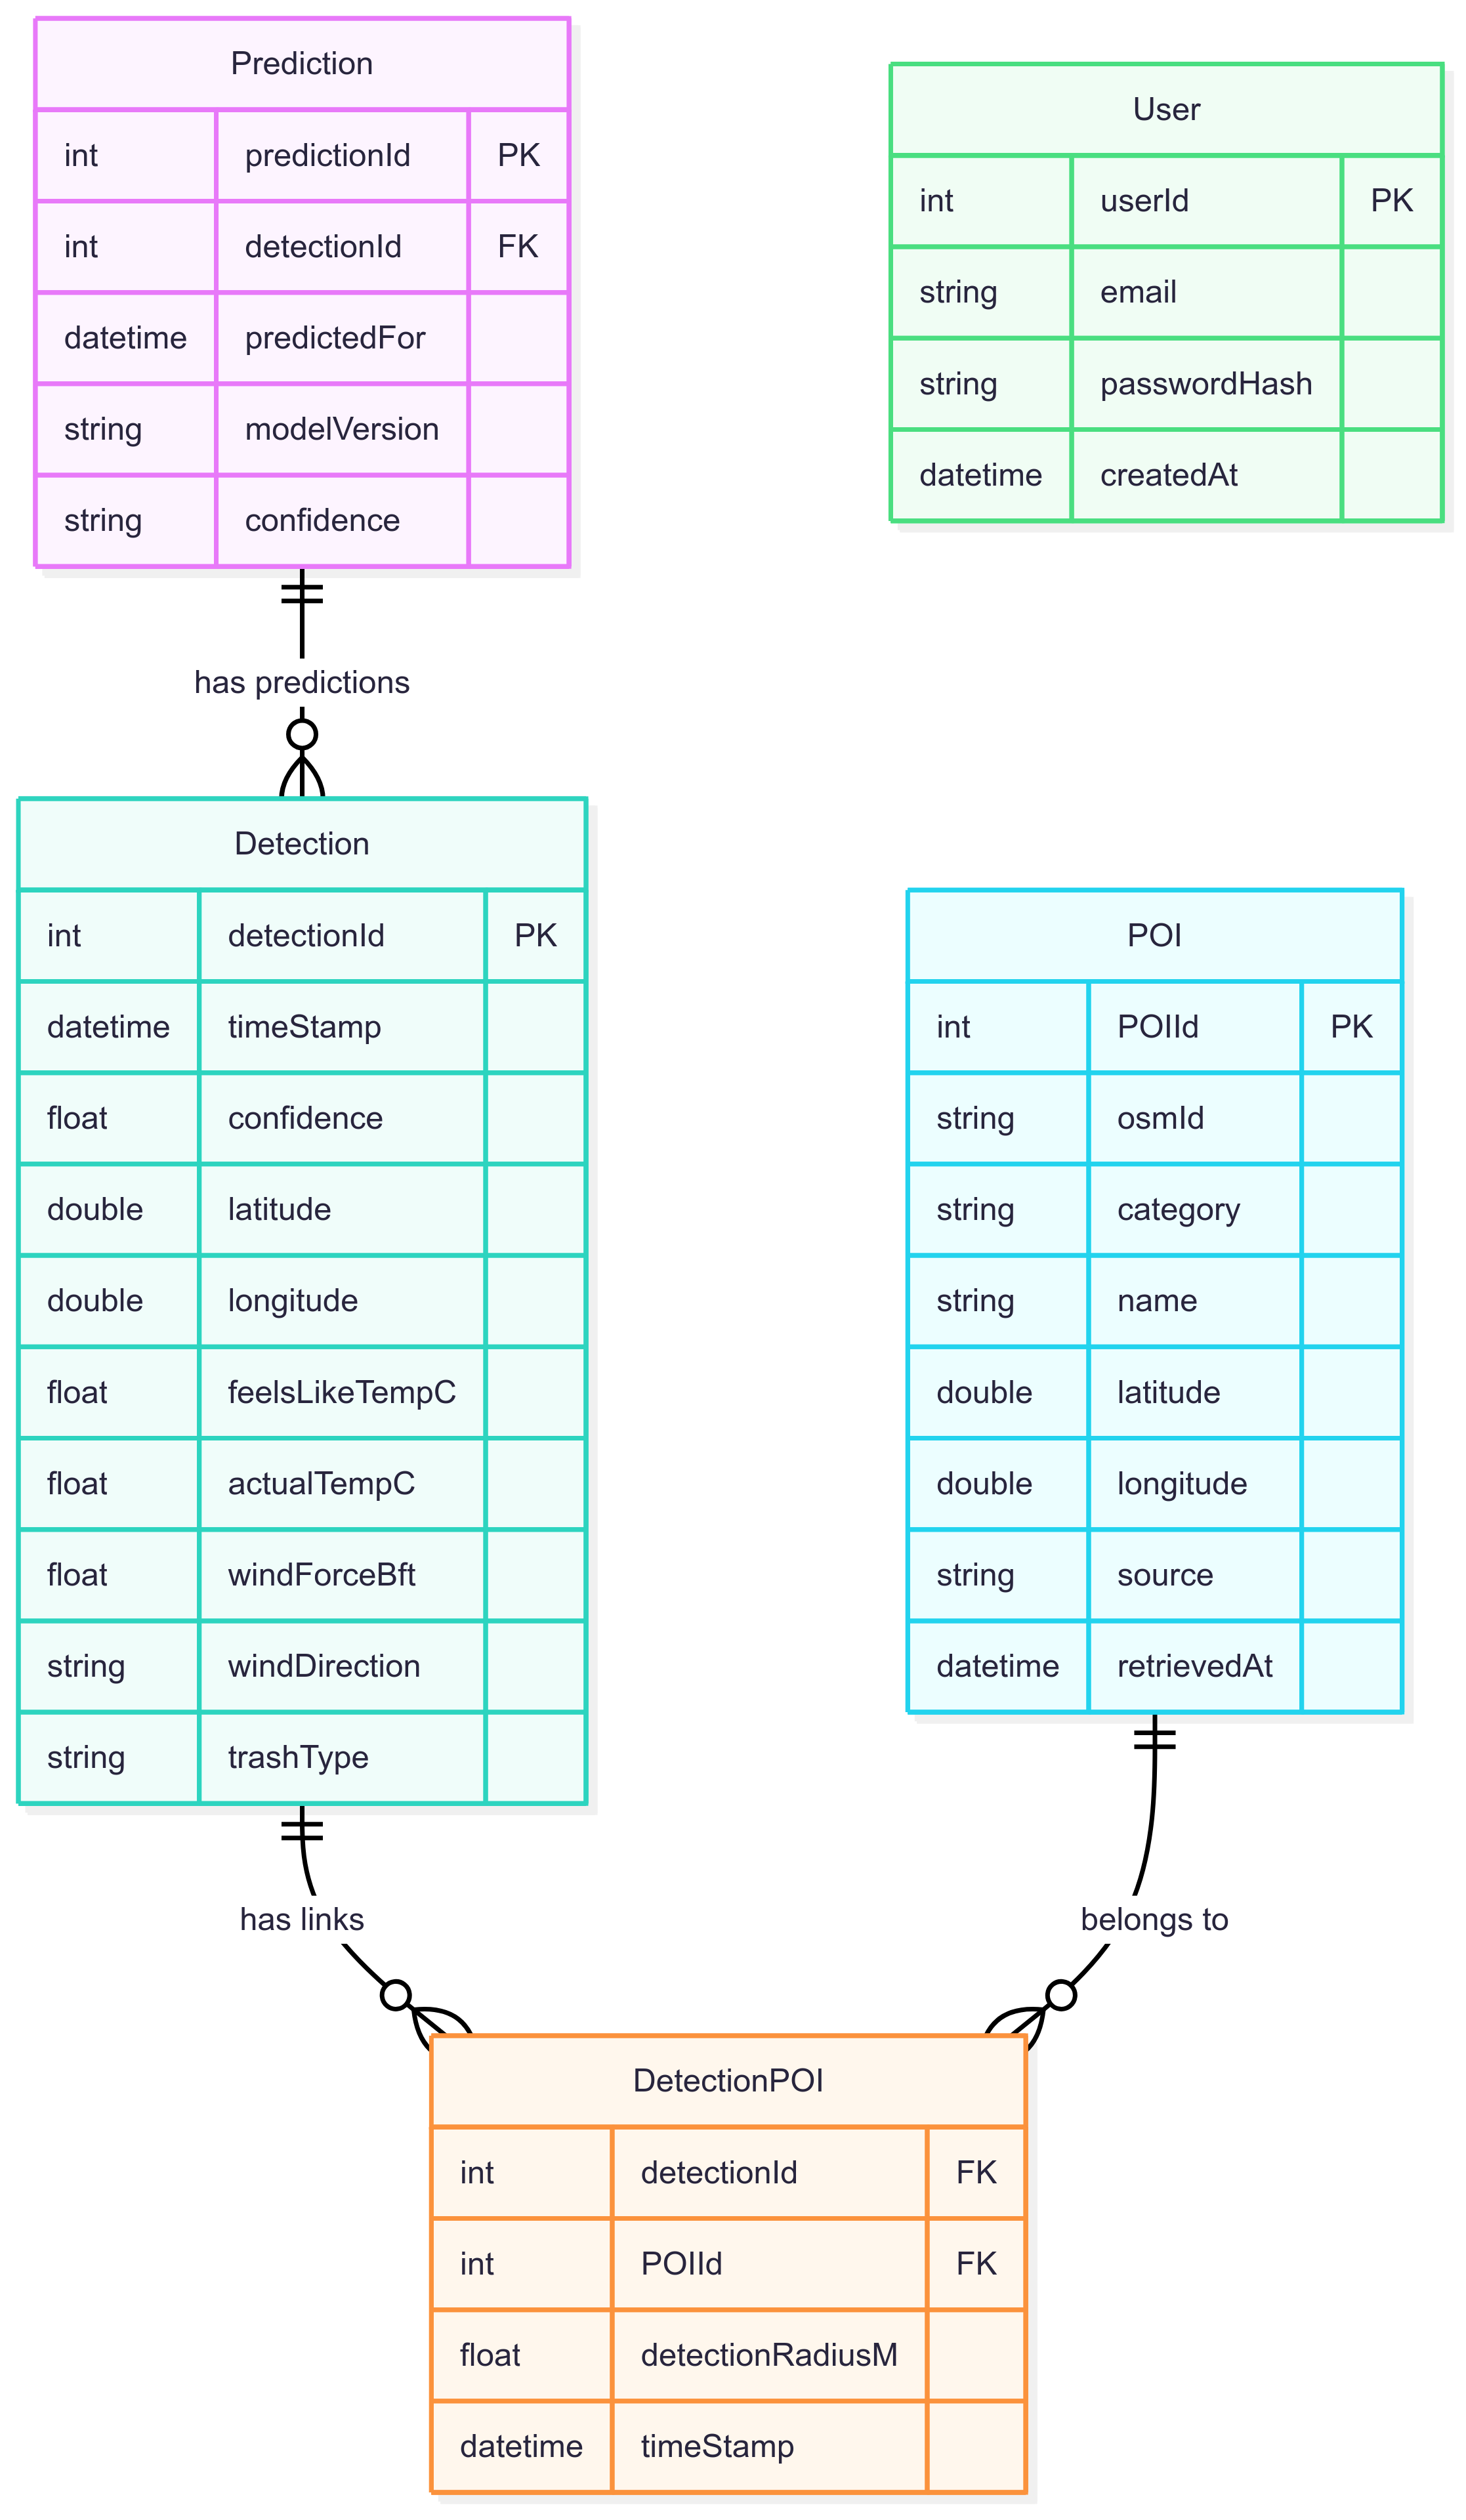 Prediction
int predictionId PK
int detectionId FK
datetime predictedFor
string modelVersion
string confidence
User
int userId PK
string email
string passwordHash
datetime createdAt
has predictions
Detection
int detectionId PK
datetime timeStamp
float confidence
double latitude
double longitude
float feelsLikeTempC
float actualTempC
float windForceBft
string windDirection
string trashType
POI
int POIId PK
string osmId
string category
string name
double latitude
double longitude
string source
datetime retrievedAt
has links
belongs to
DetectionPOI
int detectionId FK
int POIId FK
float detectionRadiusM
datetime timeStamp